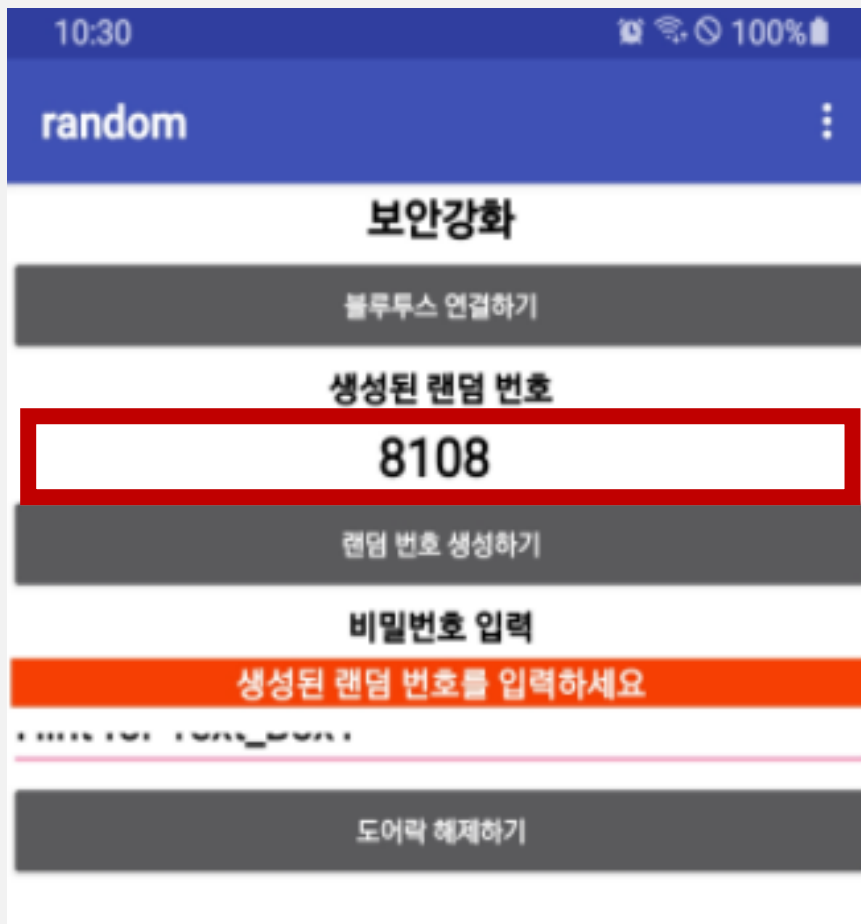 10:30 100%
random
보안강화
블루투스 연결하기
생성된 랜덤 번호
8108
랜덤 번호 생성하기
비밀번호 입력
생성된 랜덤 번호를 입력하세요
Hint for Text_Box1
도어락 해제하기